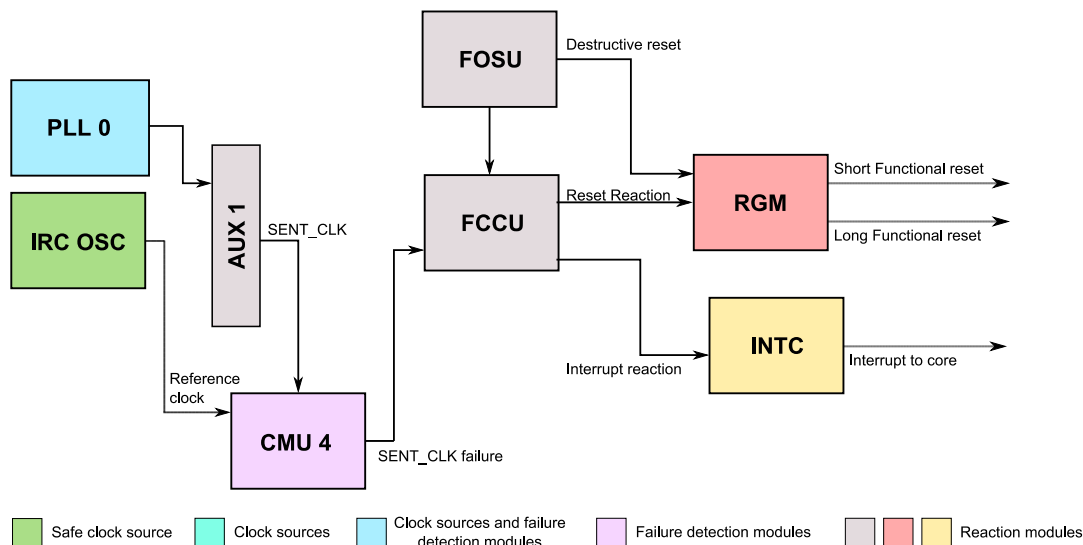 Destructive reset
FOSU
PLL 0
Short Functional reset
RGM
Reset Reaction
FCCU
AUX 1
SENT_CLK
IRC OSC
Long Functional reset
INTC
Interrupt reaction
Interrupt to core
Reference
clock
CMU 4
SENT_CLK failure
Safe clock source
Clock sources
Clock sources and failure
detection modules
Failure detection modules
Reaction modules